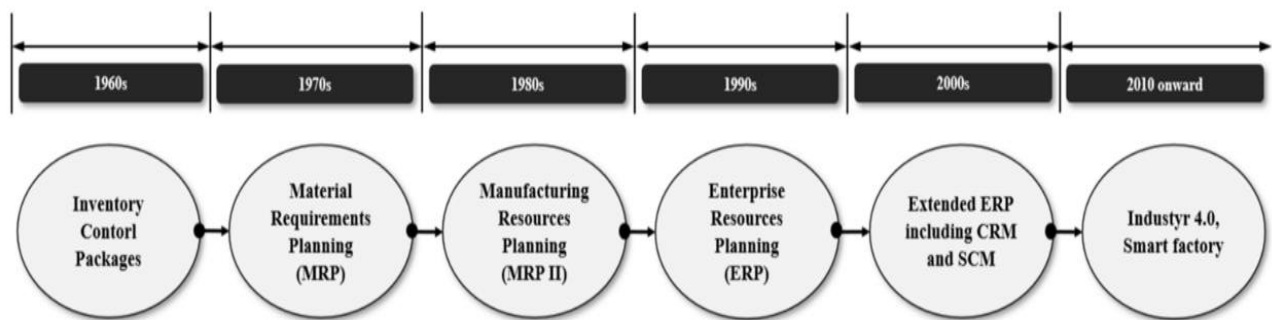 1960s
1970s
1980s
1990s
2000s
2010 onward
Inventory
Contorl
Packages
Material
Requirements
Planning
(MRP)
Manufacturing
Resources
Planning
(MRP II)
Enterprise
Resources
Planning
(ERP)
Extended ERP
including CRM
and SCM
Industyr 4.0,
Smart factory